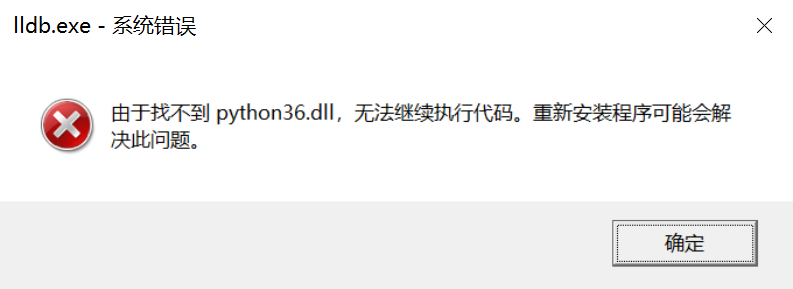 lldb.exe - 系统错误
由于找不到 python36.dll，无法继续执行代码。重新安装程序可能会解
决此问题。
确定